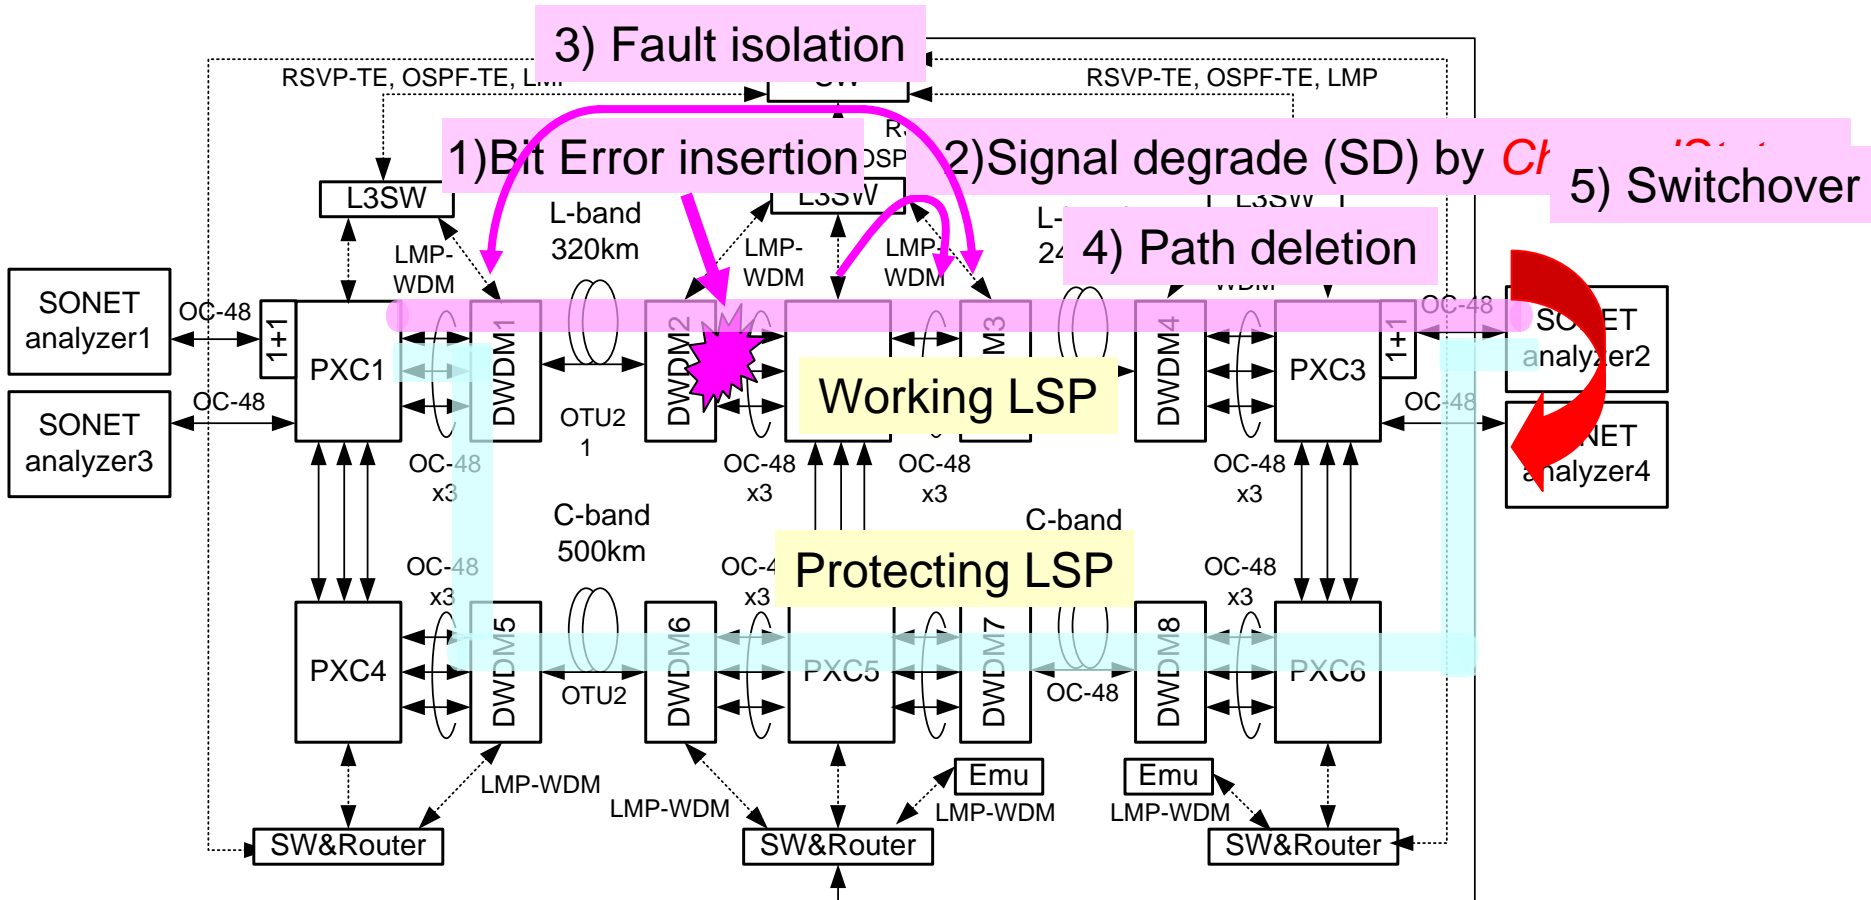 3) Fault isolation
RSVP-TE, OSPF-TE,
RSVP-TE, OSPF-TE, LMP
SW
1)Bit Error insertion
2)Signal degrade (SD) by
5) Switchover
L3SW
L3SW
L3SW
L-band
320km
4) Path deletion
LMP-
WDM
LMP-
WDM
LMP-
WDM
WDM
SONET
analyzer1
OC-48
1+1
PXC1
DWDM1
DWDM2
DWDM4
PXC3
1+1
OC-48
analyzer2
Working LSP
SONET
analyzer3
OC-48
OTU2
1
OC-48
analyzer4
OC-48
x3
OC-48
x3
OC-48
x3
OC-48
x3
C-band
500km
C-band
Protecting LSP
OC-48
x3
x3
OC-48
x3
PXC4
DWDM5
OTU2
DWDM6
PXC5
DWDM7
OC-48
DWDM8
PXC6
LMP-WDM
LMP-WDM
Emu
LMP-WDM
Emu
LMP-WDM
SW&Router
SW&Router
SW&Router